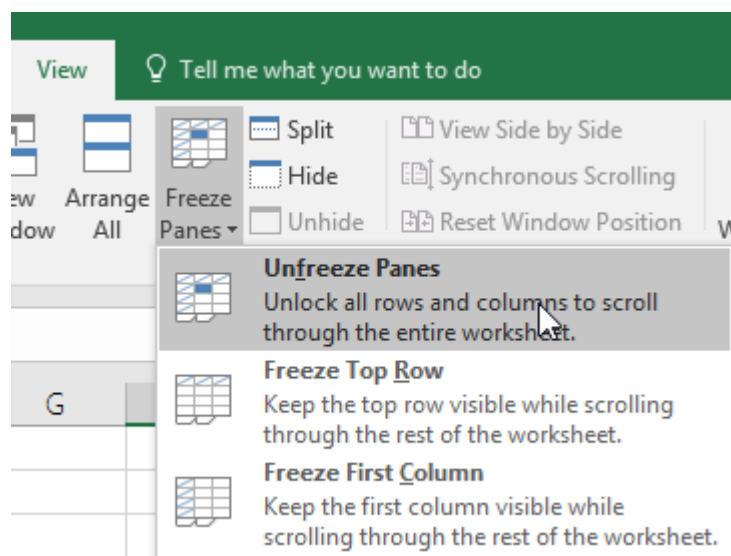 View
Tell me what you want to do
Split
View Side by Side
Hide
Synchronous Scrolling
Arrange
Freeze
All
Panes
Unhide
Reset Window Position
Unfreeze Panes
Unlock all rows and columns to scroll
through the entire worksheet.
Freeze Top Row
Keep the top row visible while scrolling
through the rest of the worksheet.
G
Freeze First Column
Keep the first column visible while
scrolling through the rest of the worksheet.